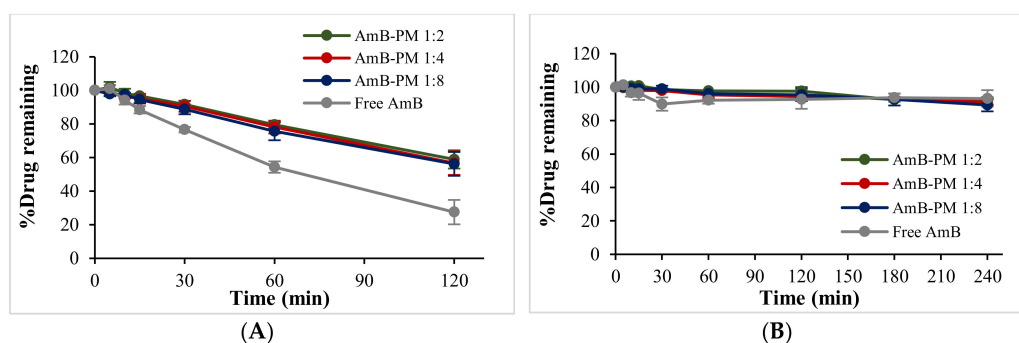 120
100
80
60
40
20
0
%Drug remaining
AmB-PM 1:2
AmB-PM 1:4
AmB-PM 1:8
Free AmB
0 30 60 90 120
Time (min)
(A)
120
100
80
60
40
20
0
%Drug remaining
AmB-PM 1:2
AmB-PM 1:4
AmB-PM 1:8
Free AmB
0 30 60 90 120 150 180 210 240
Time (min)
(B)